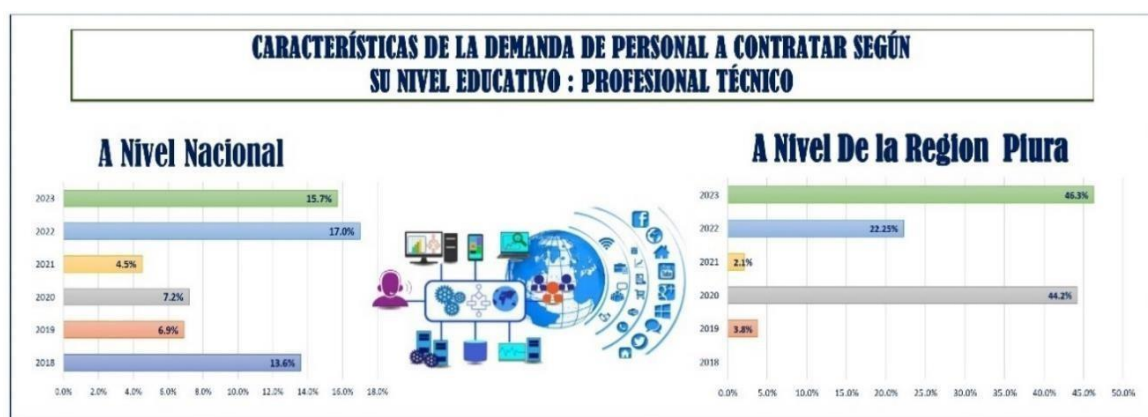 CARACTERÍSTICAS DE LA DEMANDA DE PERSONAL A CONTRATAR SEGÚN
SU NIVEL EDUCATIVO : PROFESIONAL TÉCNICO
A Nivel Nacional
2023 15.7%
2022 17.0%
2021 4.5%
2020 7.2%
2019 6.9%
2018 13.6%
0.0% 2.0% 4.0% 6.0% 8.0% 10.0% 12.0% 14.0% 16.0% 18.0%
A Nivel De la Region Piura
2023 46.3%
2022 22.25%
2021 2.1%
2020 44.2%
2019 3.8%
2018
0.0% 5.0% 10.0% 15.0% 20.0% 25.0% 30.0% 35.0% 40.0% 45.0% 50.0%